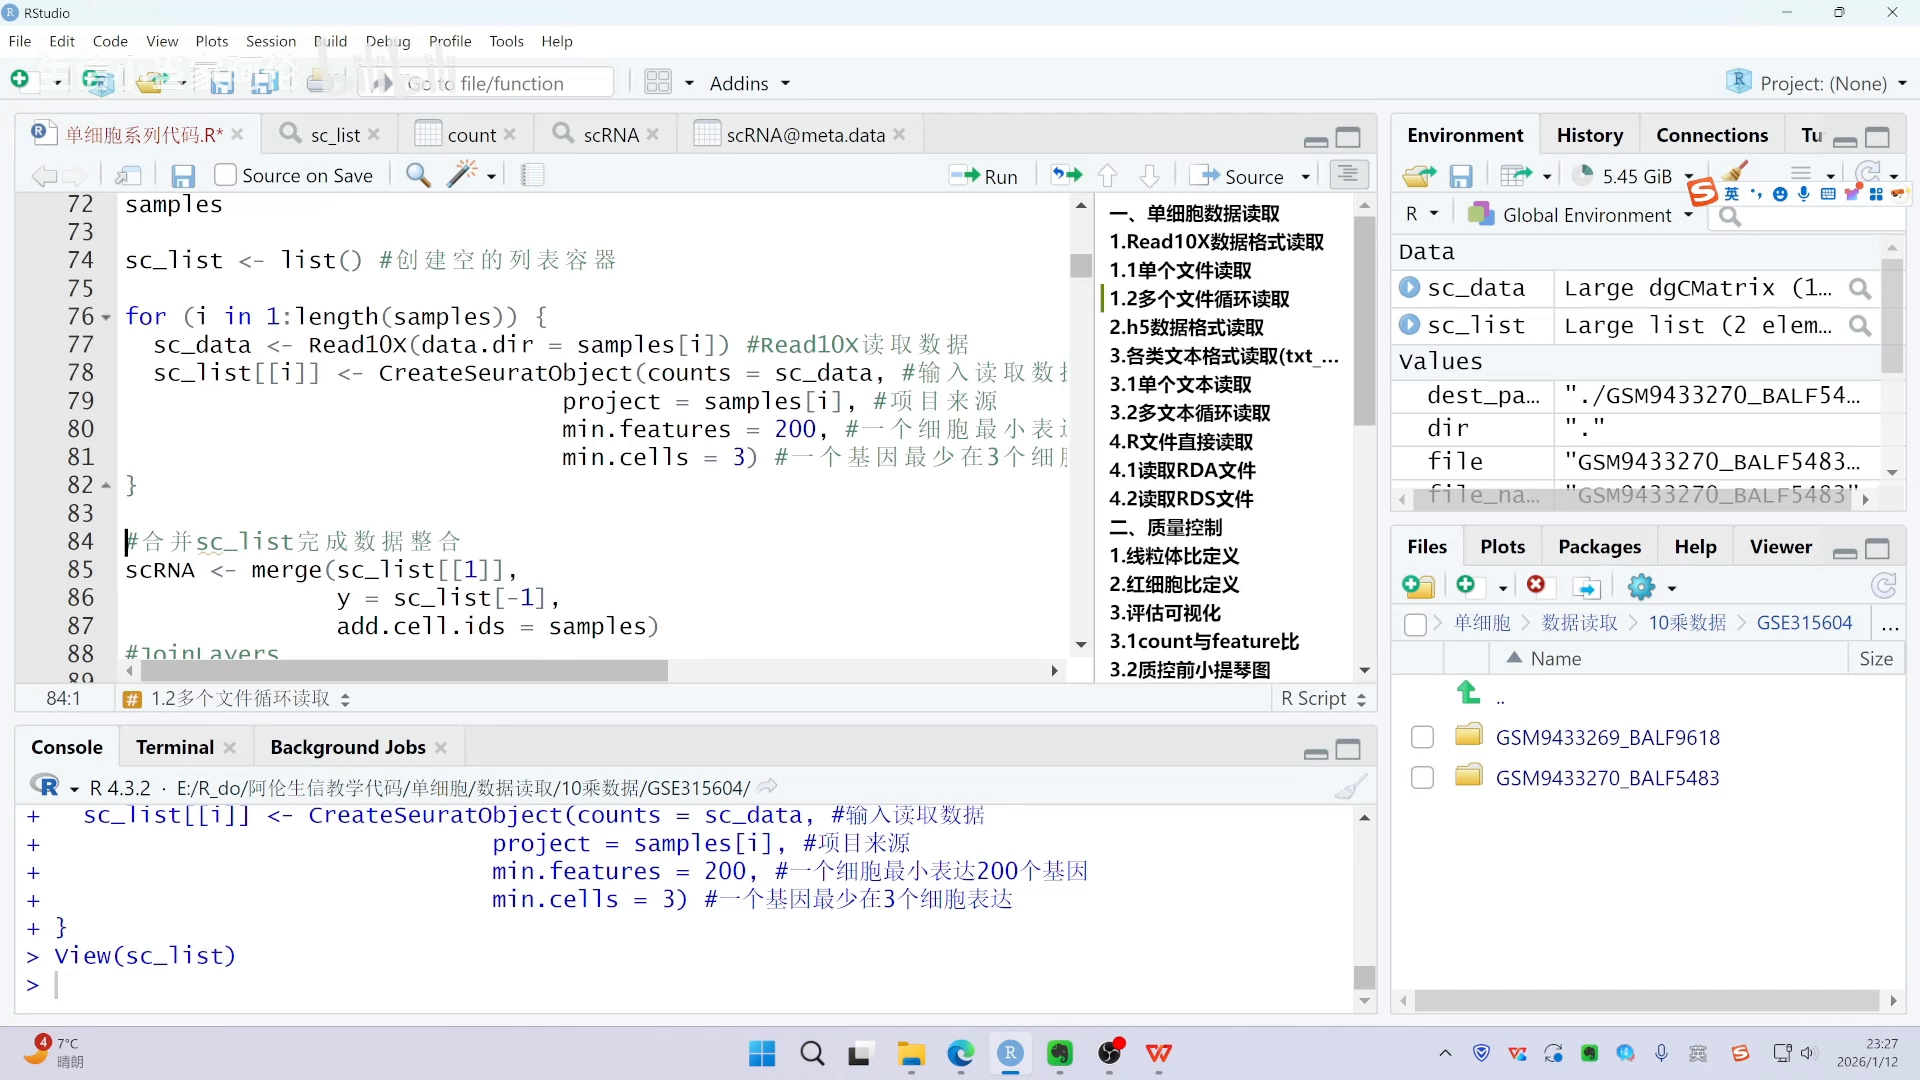 RStudio
File Edit Code View Plots Session Build Debug Profile Tools Help
Go to file/function Addins Project: (None)
单细胞系列代码.R* sc_list count scRNA scRNA@meta.data
Source on Save Run Source
72 samples
73
74 sc_list <- list() #创建空的列表容器
75
76 for (i in 1:length(samples)) {
77 sc_data <- Read10X(data.dir = samples[i]) #Read10X读取数据
78 sc_list[[i]] <- CreateSeuratObject(counts = sc_data, #输入读取数
79 project = samples[i], #项目来源
80 min.features = 200, #一个细胞最小表
81 min.cells = 3) #一个基因最少在3个细
82 }
83
84 #合并sc_list完成数据整合
85 scRNA <- merge(sc_list[[1]],
86 y = sc_list[-1],
87 add.cell.ids = samples)
88 #JoinLayers
89
一、单细胞数据读取
1.Read10X数据格式读取
1.1单个文件读取
1.2多个文件循环读取
2.h5数据格式读取
3.各类文本格式读取(txt_...
3.1单个文本读取
3.2多文本循环读取
4.R文件直接读取
4.1读取RDA文件
4.2读取RDS文件
二、质量控制
1.线粒体比定义
2.红细胞比定义
3.评估可视化
3.1count与feature比
3.2质控前小提琴图
84:1 1.2多个文件循环读取 R Script
Console Terminal Background Jobs
R 4.3.2 · E:/R_do/阿伦生信教学代码/单细胞/数据读取/10乘数据/GSE315604/
+ sc_list[[i]] <- CreateSeuratObject(counts = sc_data, #输入读取数据
+ project = samples[i], #项目来源
+ min.features = 200, #一个细胞最小表达200个基因
+ min.cells = 3) #一个基因最少在3个细胞表达
+ }
> View(sc_list)
>
Environment History Connections Tu
5.45 GiB
英
R Global Environment
Data
sc_data Large dgCMatrix (1...
sc_list Large list (2 elem...
Values
dest_pa... "./GSM9433270_BALF54...
dir "."
file "GSM9433270_BALF5483...
file_na... "GSM9433270_BALF5483"
Files Plots Packages Help Viewer
单细胞 数据读取 10乘数据 GSE315604 ...
Name Size
..
GSM9433269_BALF9618
GSM9433270_BALF5483
4 7°C
晴朗
英
23:27
2026/1/12